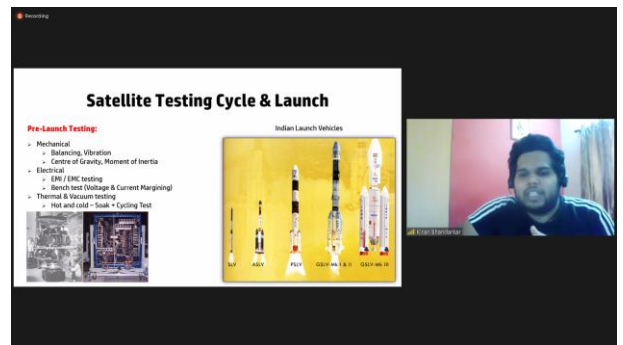 Recording
Satellite Testing Cycle & Launch
Pre-Launch Testing:
Indian Launch Vehicles
➢ Mechanical
➢ Balancing, Vibration
➢ Centre of Gravity, Moment of Inertia
➢ Electrical
➢ EMI / EMC testing
➢ Bench test (Voltage & Current Margining)
➢ Thermal & Vacuum testing
➢ Hot and cold – Soak + Cycling Test
SLV ASLV PSLV GSLV-Mk I & II GSLV-Mk III
Kiran